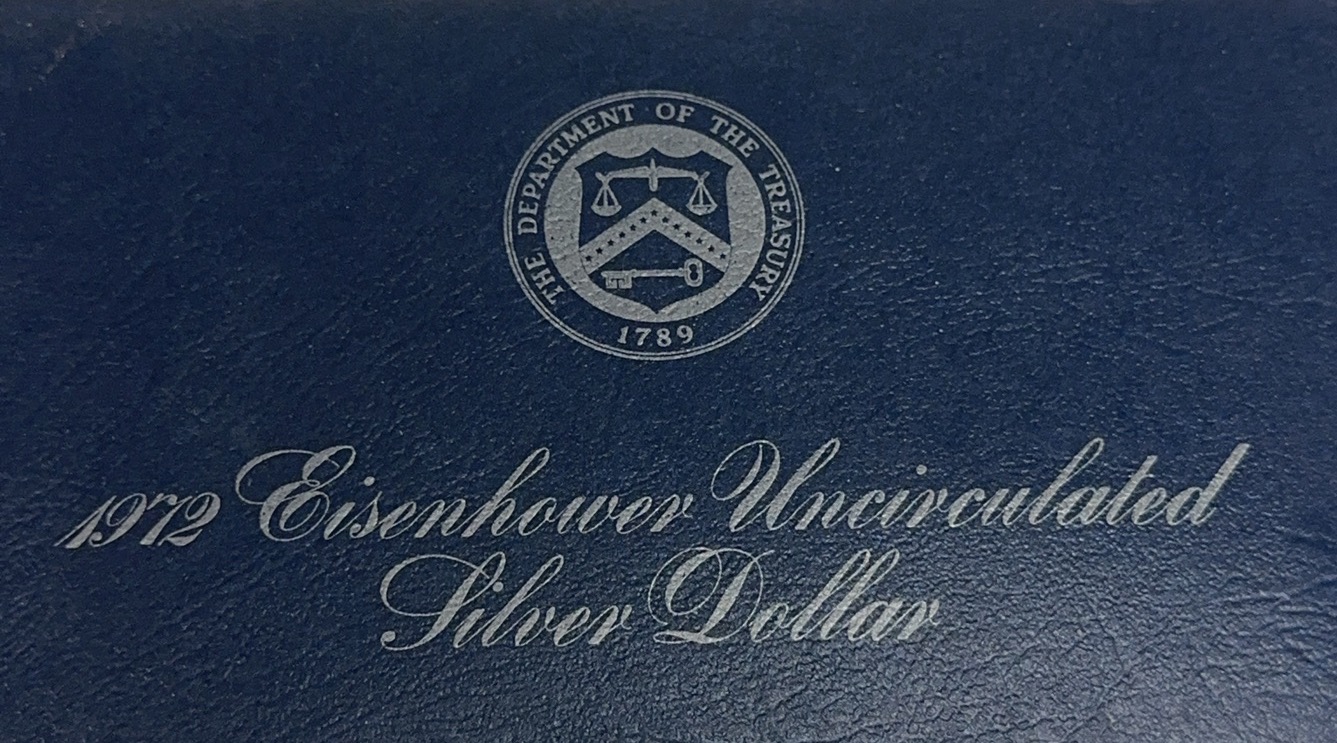 THE DEPARTMENT OF THE TREASURY
1789
1972 Eisenhower Uncirculated
Silver Dollar